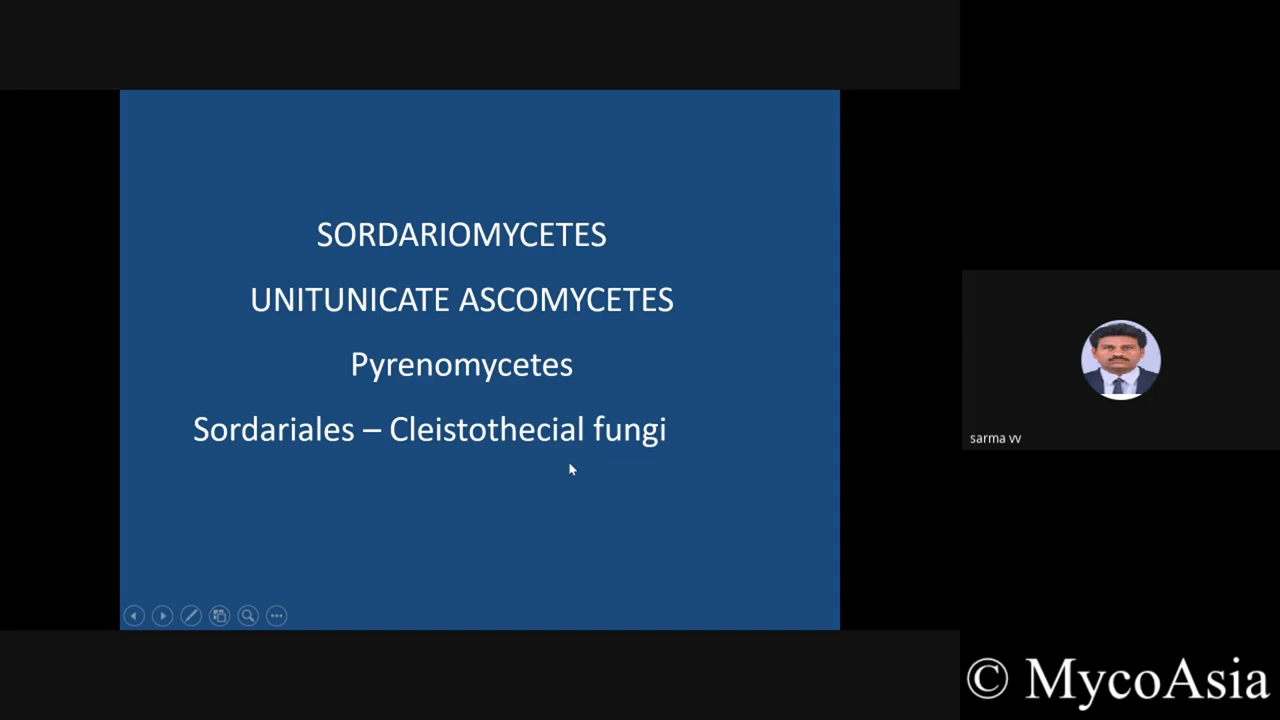 SORDARIOMYCETES
UNITUNICATE ASCOMYCETES
Pyrenomycetes
Sordariales – Cleistothecial fungi
sarma vv
© MycoAsia